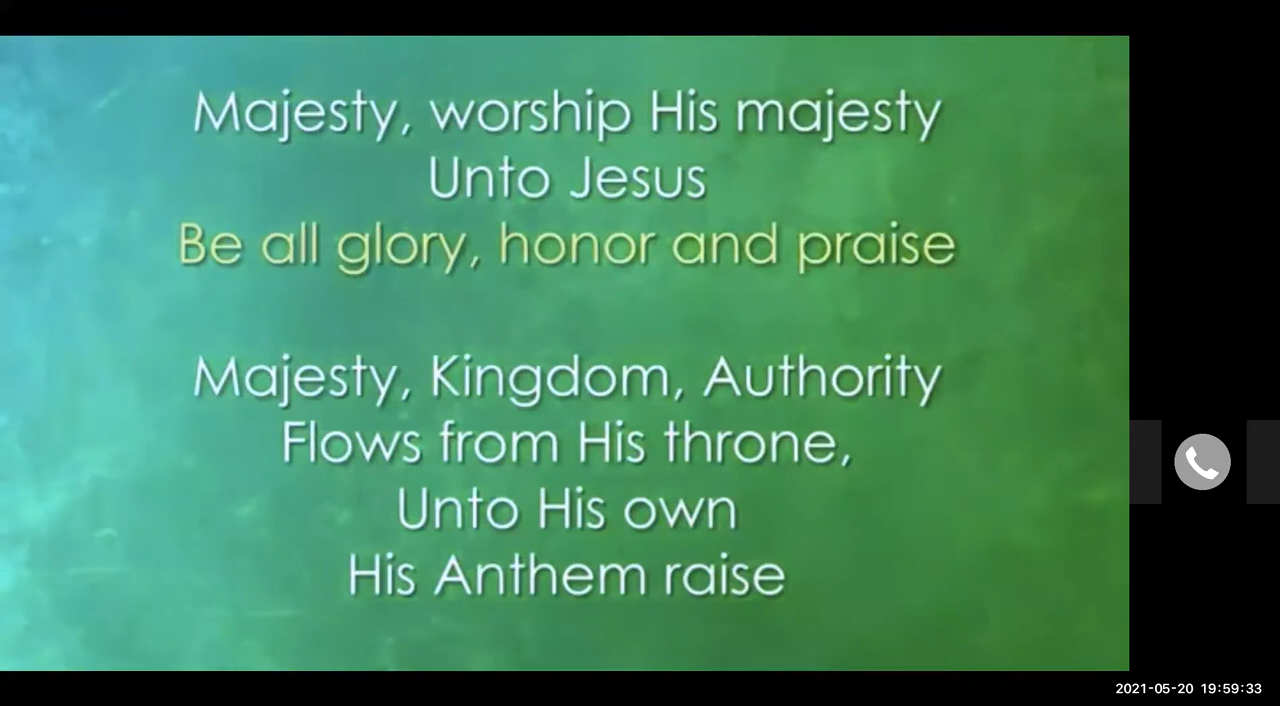 Majesty, worship His majesty
Unto Jesus
Be all glory, honor and praise
Majesty, Kingdom, Authority
Flows from His throne,
Unto His own
His Anthem raise
2021-05-20 19:59:33